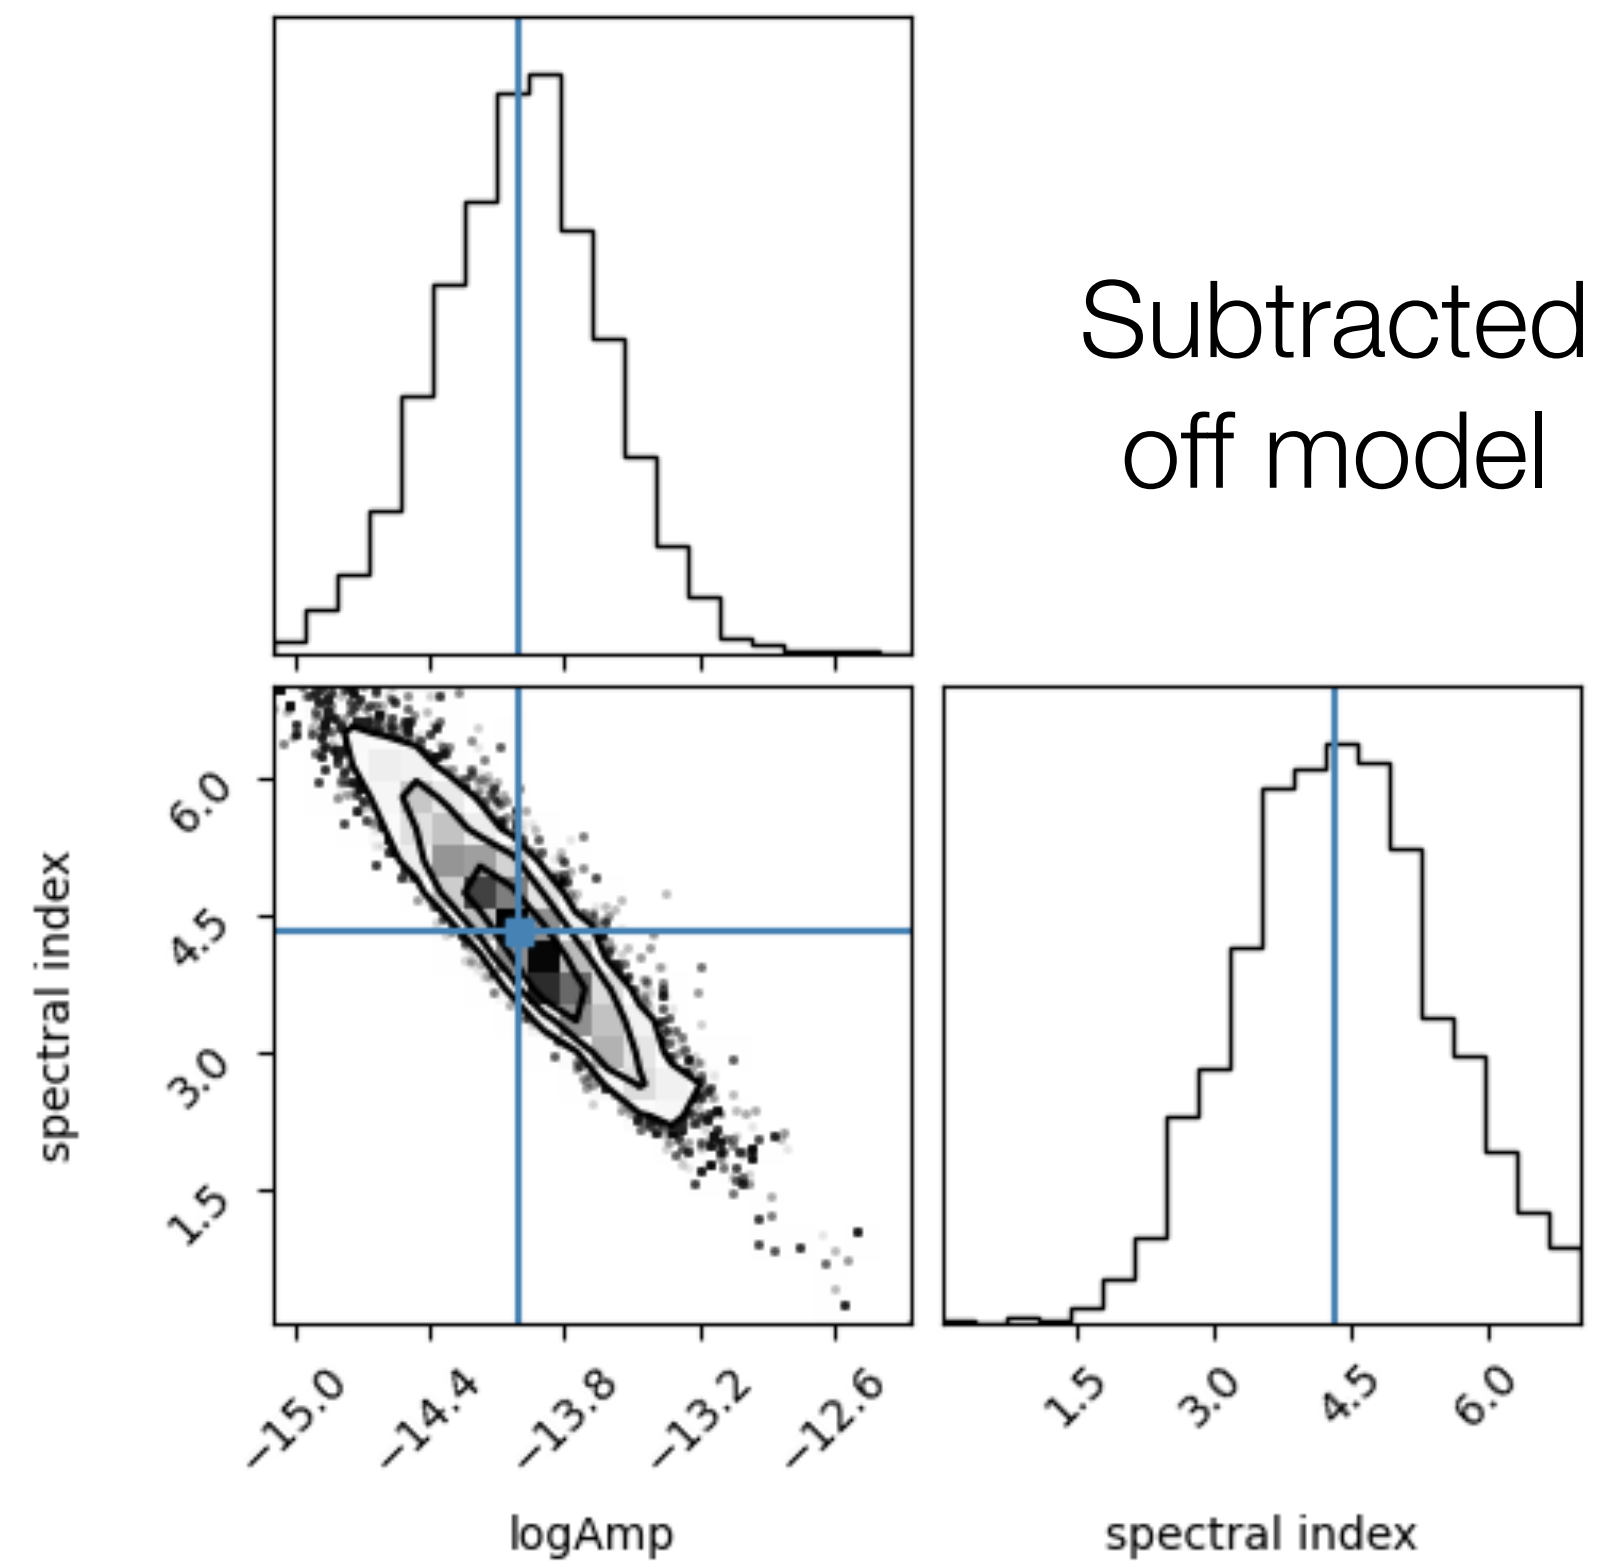 Subtracted
off model
spectral index
6.0
4.5
3.0
1.5
−15.0
−14.4
−13.8
−13.2
−12.6
logAmp
1.5
3.0
4.5
6.0
spectral index